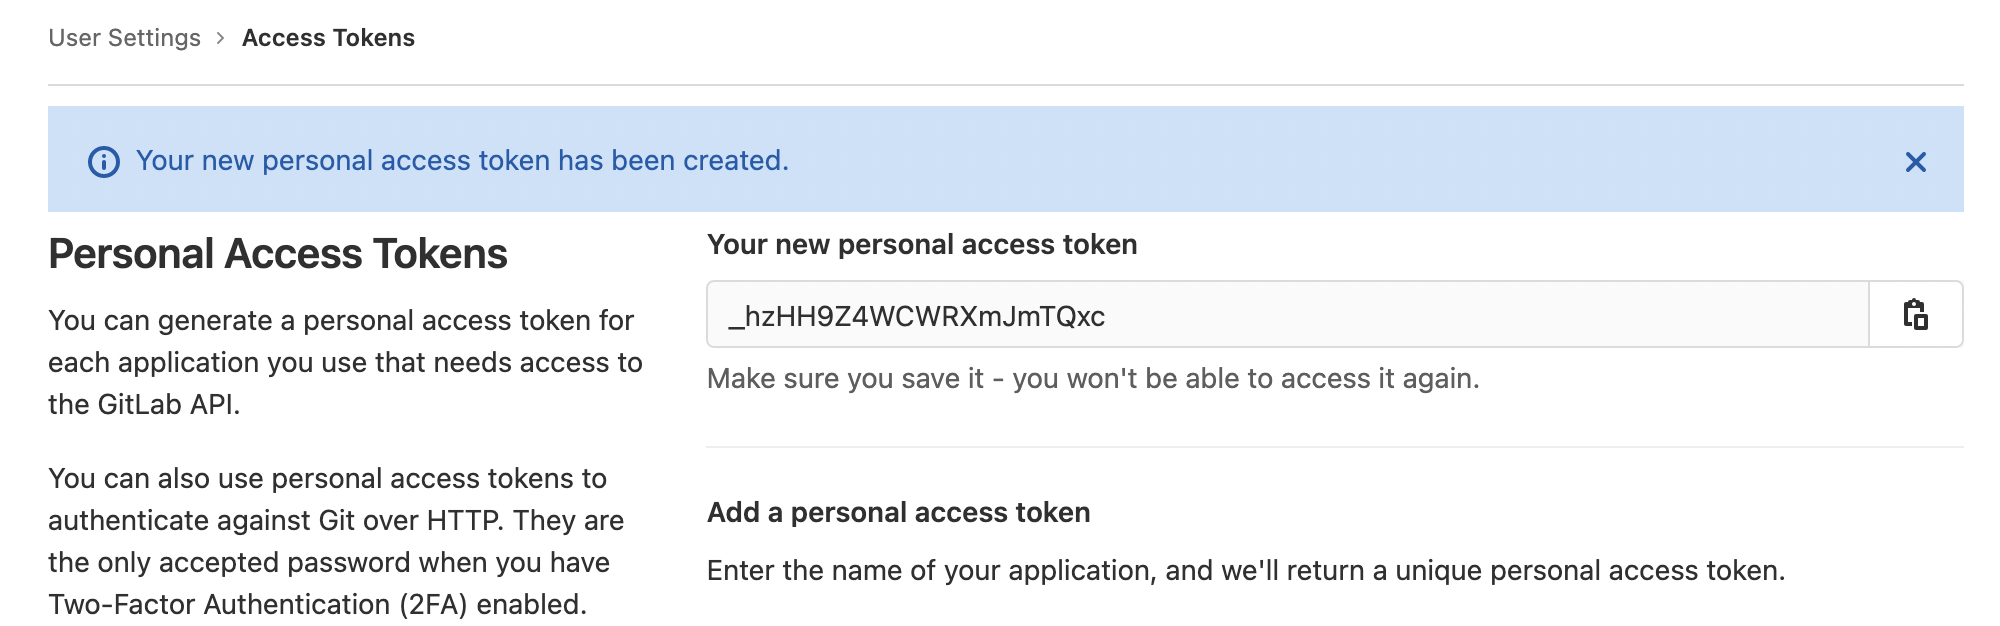 User Settings > Access Tokens
Your new personal access token has been created.
Personal Access Tokens
You can generate a personal access token for
each application you use that needs access to
the GitLab API.
You can also use personal access tokens to
authenticate against Git over HTTP. They are
the only accepted password when you have
Two-Factor Authentication (2FA) enabled.
Your new personal access token
_hzHH9Z4WCWRXmJmTQxc
Make sure you save it - you won't be able to access it again.
Add a personal access token
Enter the name of your application, and we'll return a unique personal access token.